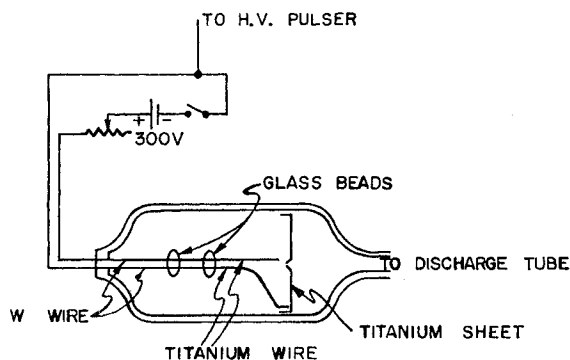 TO H.V. PULSER
+ -
300V
GLASS BEADS
TO DISCHARGE TUBE
W WIRE
TITANIUM SHEET
TITANIUM WIRE